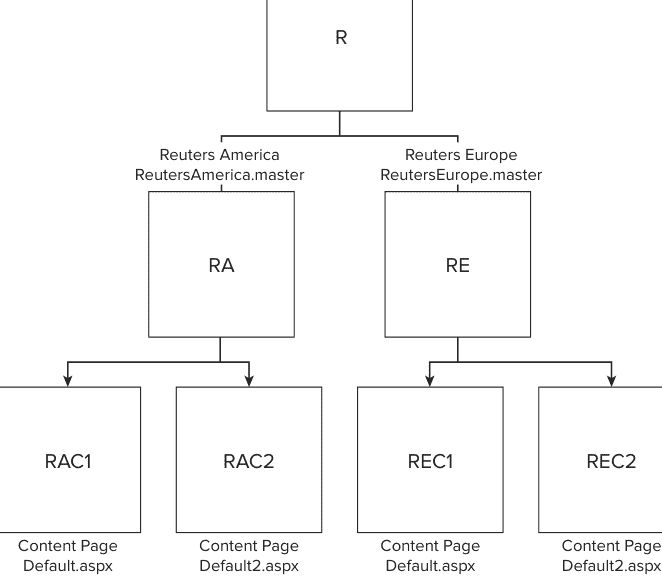 R
Reuters America
ReutersAmerica.master
Reuters Europe
ReutersEurope.master
RA
RE
RAC1
RAC2
REC1
REC2
Content Page
Default.aspx
Content Page
Default2.aspx
Content Page
Default.aspx
Content Page
Default2.aspx